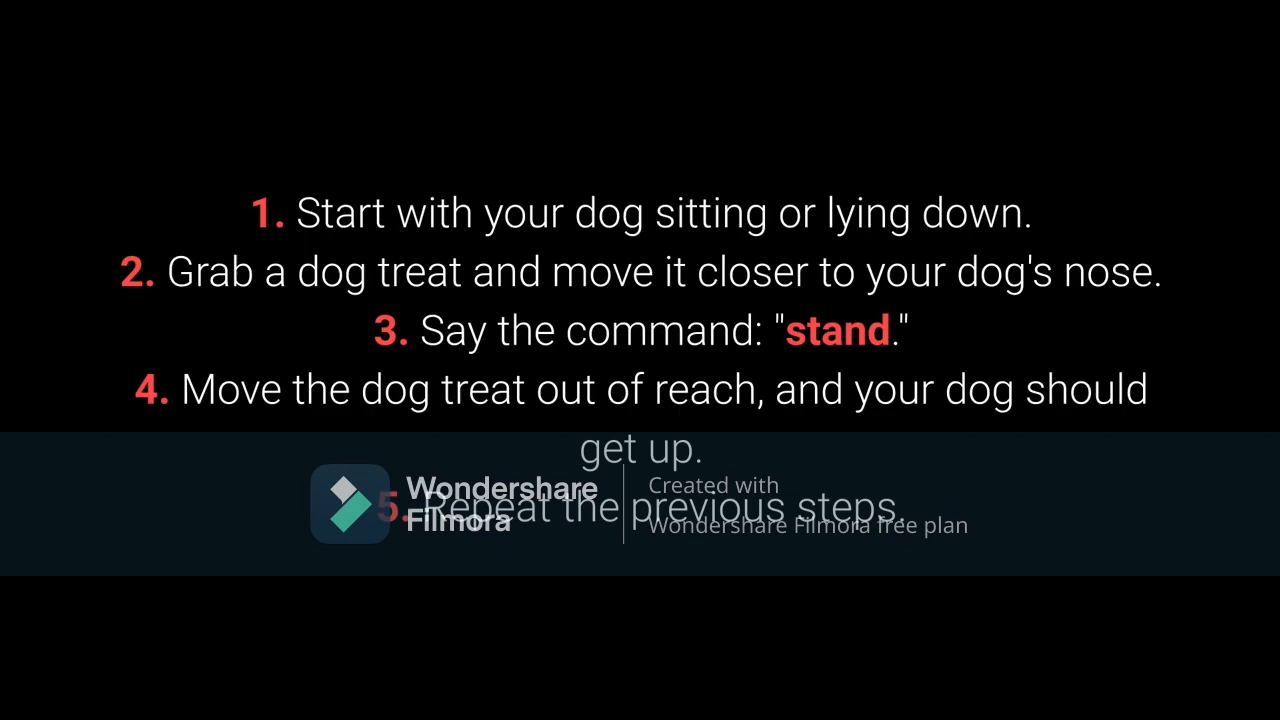 1. Start with your dog sitting or lying down.
2. Grab a dog treat and move it closer to your dog's nose.
3. Say the command: "stand."
4. Move the dog treat out of reach, and your dog should
get up.
5. Repeat the previous steps.
Wondershare
Filmora
Created with
Wondershare Filmora free plan